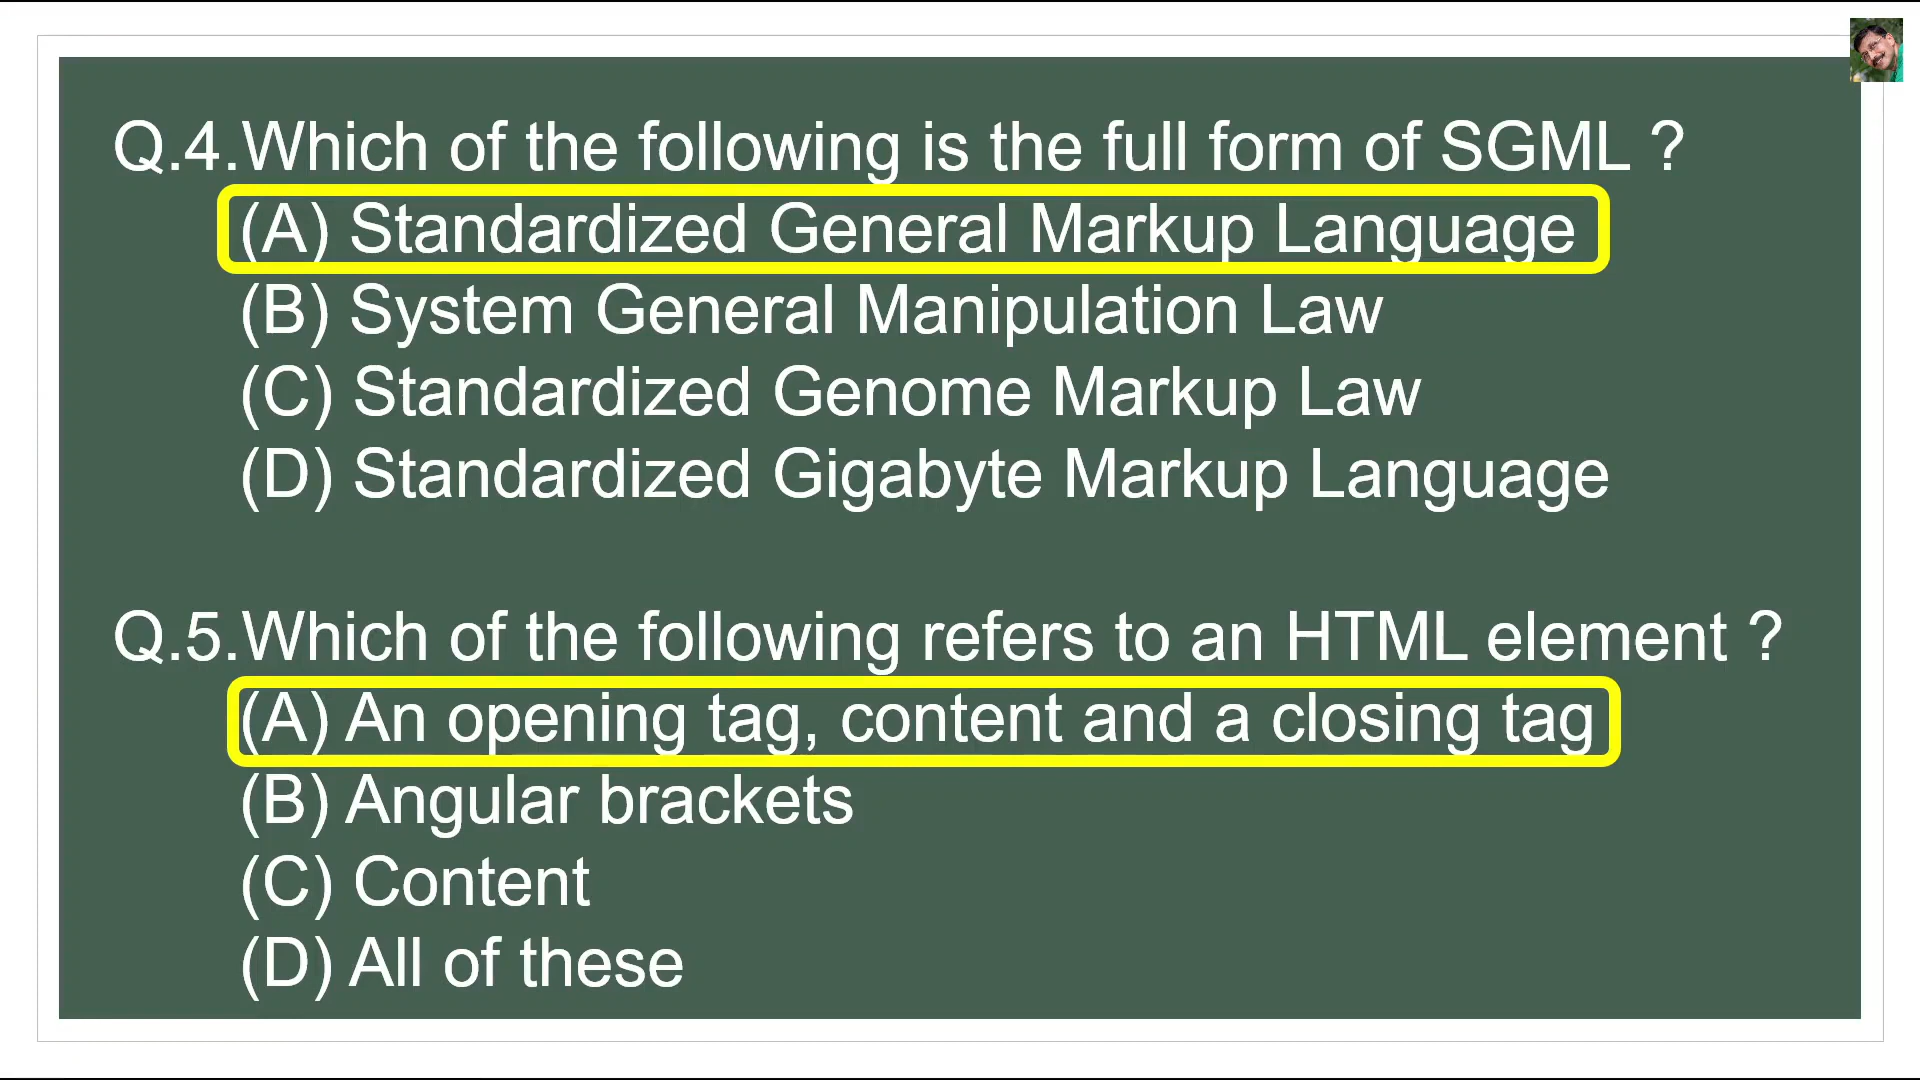 Q.4.Which of the following is the full form of SGML ?
(A) Standardized General Markup Language
(B) System General Manipulation Law
(C) Standardized Genome Markup Law
(D) Standardized Gigabyte Markup Language
Q.5.Which of the following refers to an HTML element ?
(A) An opening tag, content and a closing tag
(B) Angular brackets
(C) Content
(D) All of these